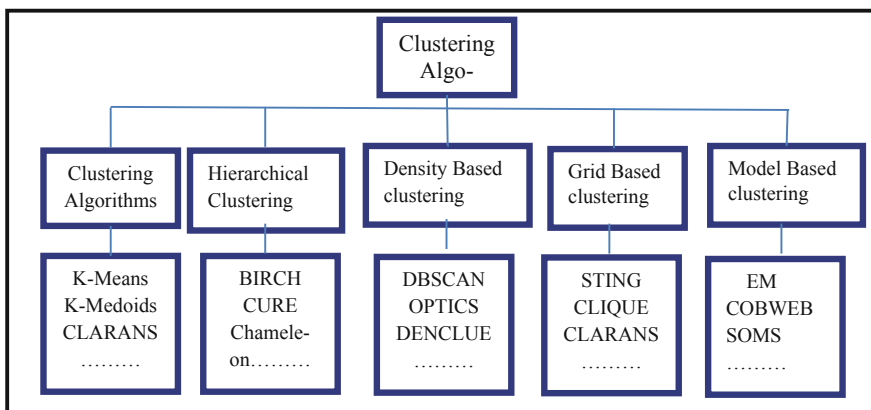 Clustering
Algo-
Clustering
Algorithms
Hierarchical
Clustering
Density Based
clustering
Grid Based
clustering
Model Based
clustering
K-Means
K-Medoids
CLARANS
………
BIRCH
CURE
Chamele-
on………
DBSCAN
OPTICS
DENCLUE
………
STING
CLIQUE
CLARANS
………
EM
COBWEB
SOMS
………